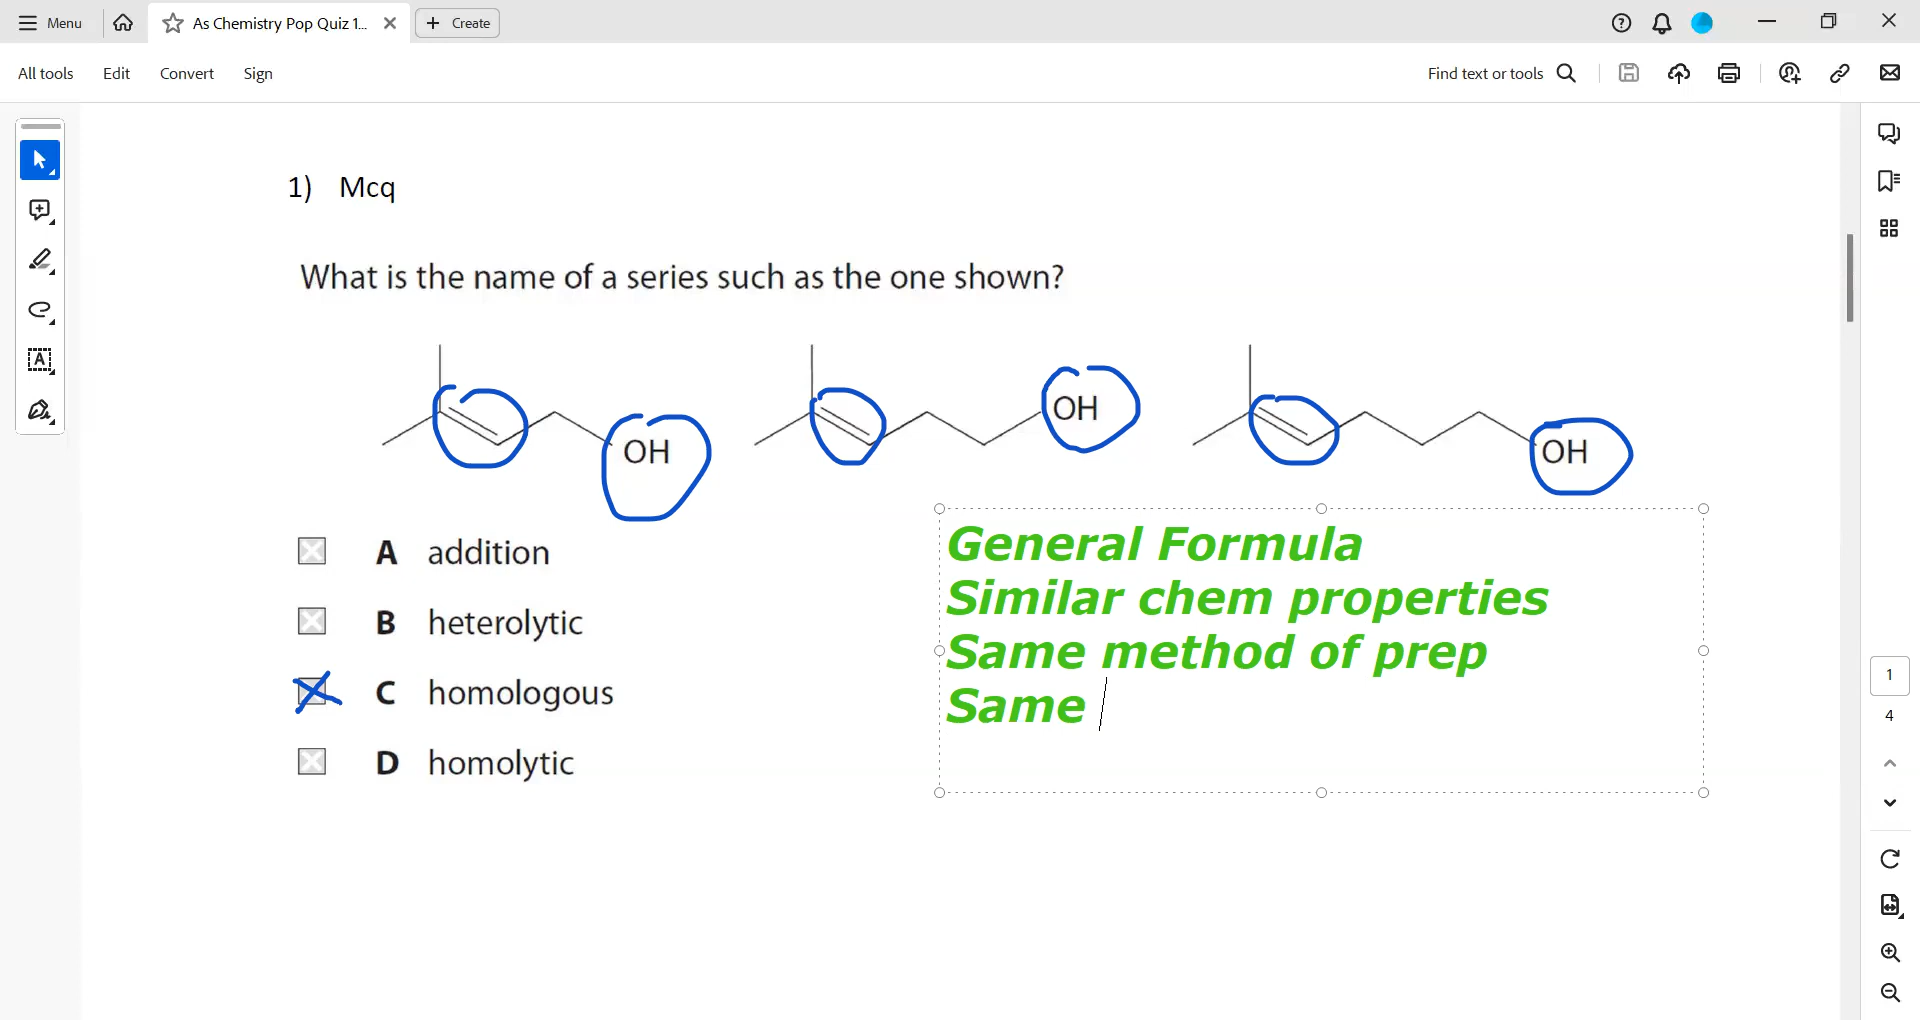 Menu
As Chemistry Pop Quiz 1...
Create
All tools
Edit
Convert
Sign
Find text or tools
1) Mcq
What is the name of a series such as the one shown?
OH
OH
OH
A addition
B heterolytic
C homologous
D homolytic
General Formula
Similar chem properties
Same method of prep
Same
1
4